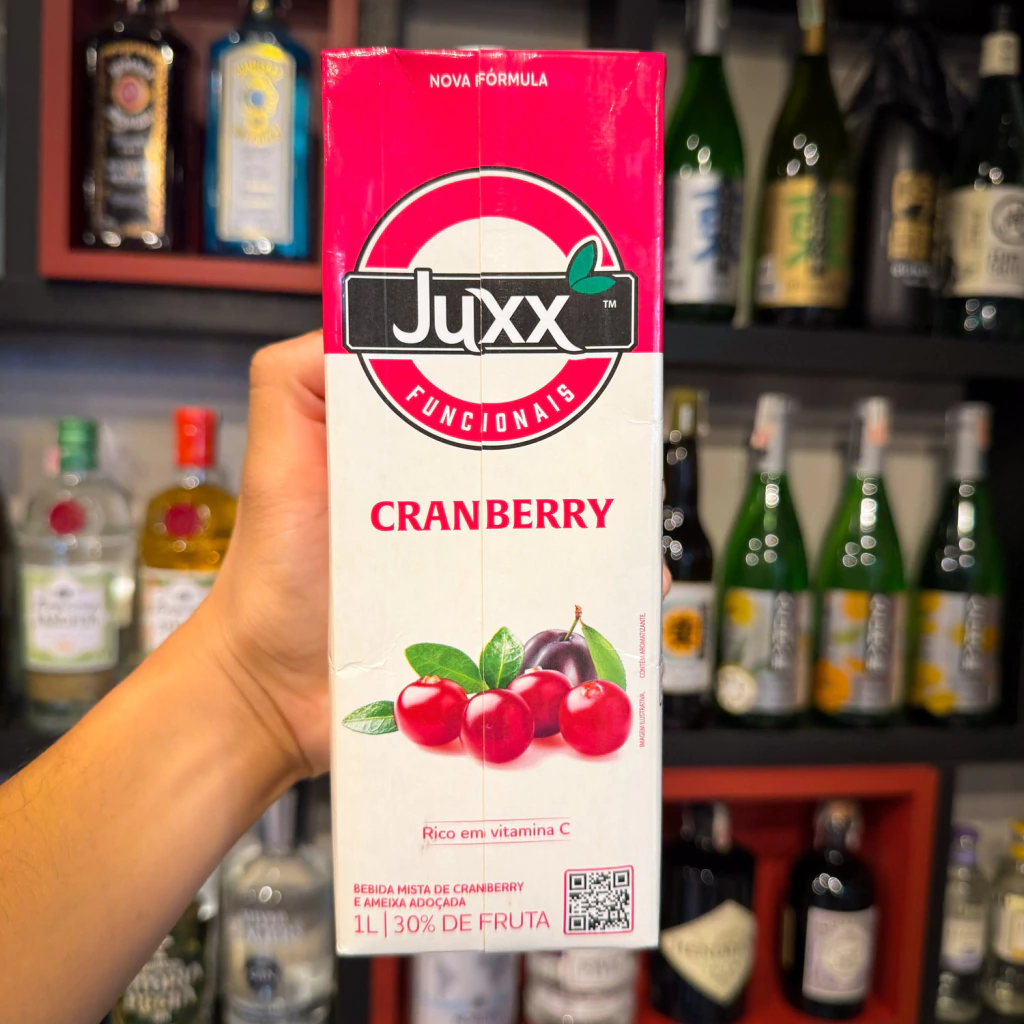 NOVA FÓRMULA
Juxx
TM
FUNCIONAIS
CRANBERRY
IMAGEM ILUSTRATIVA. CONTÉM AROMATIZANTE.
Rico em vitamina C
BEBIDA MISTA DE CRANBERRY
E AMEIXA ADOÇADA
1L | 30% DE FRUTA